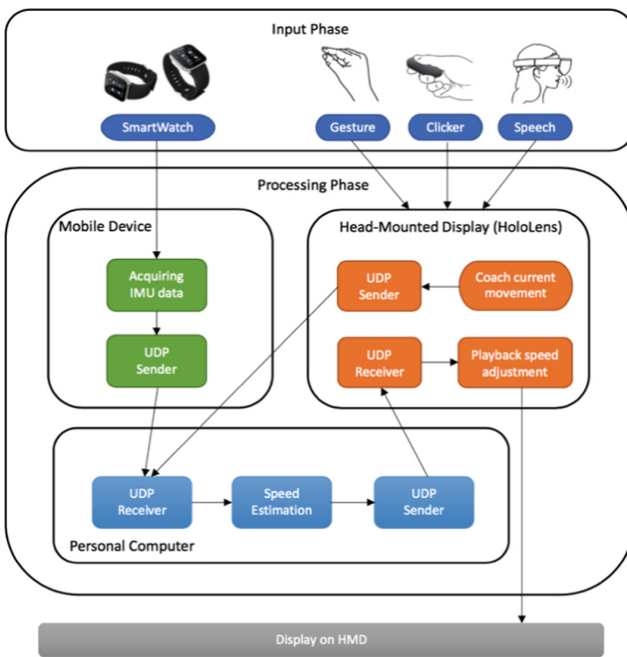 Input Phase
SmartWatch
Gesture
Clicker
Speech
Processing Phase
Mobile Device
Head-Mounted Display (HoloLens)
Acquiring
IMU data
UDP
Sender
Coach current
movement
UDP
Sender
UDP
Receiver
Playback speed
adjustment
UDP
Receiver
Speed
Estimation
UDP
Sender
Personal Computer
Display on HMD